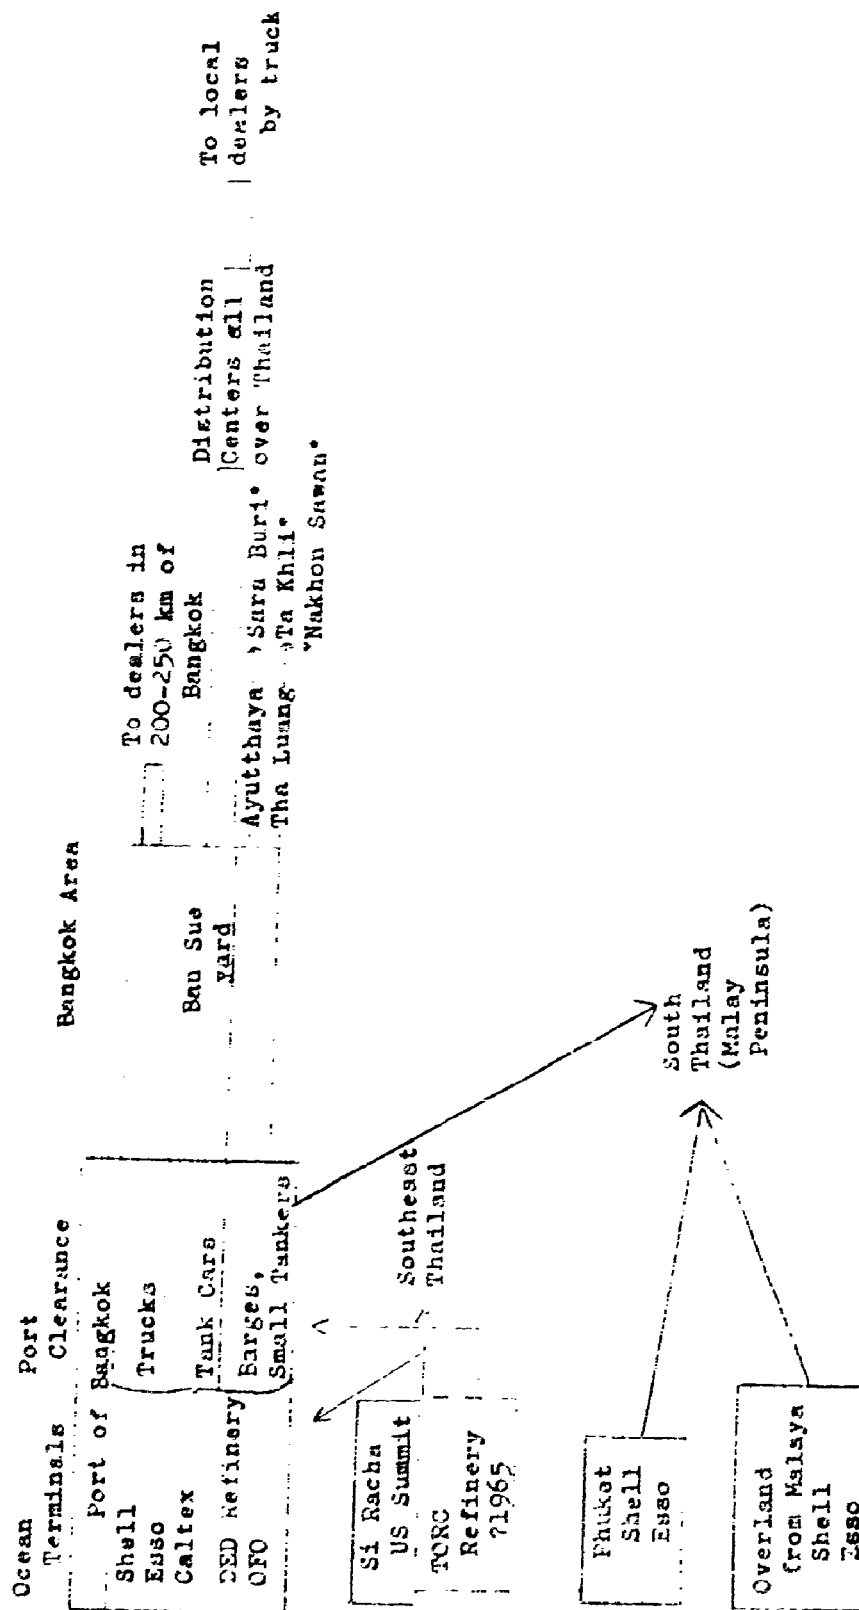 Ocean
Terminals
Port
Clearance
Bangkok Area
Port of Bangkok
Shell
Esso
Caltex
DED Refinery
OFO
Trucks
Tank Cars
Barges,
Small Tankers
Bau Sue
Yard
To dealers in
200-250 km of
Bangkok
Ayutthaya
Tha Luang
Sara Buri*
Ta Khli*
*Nakhon Sawan*
Distribution
Centers all
over Thailand
To local
dealers
by truck
Si Racha
US Summit
TORC
Refinery
?1965
Southeast
Thailand
South
Thailand
(Malay
Peninsula)
Phuket
Shell
Esso
Overland
from Malaya
Shell
Esso